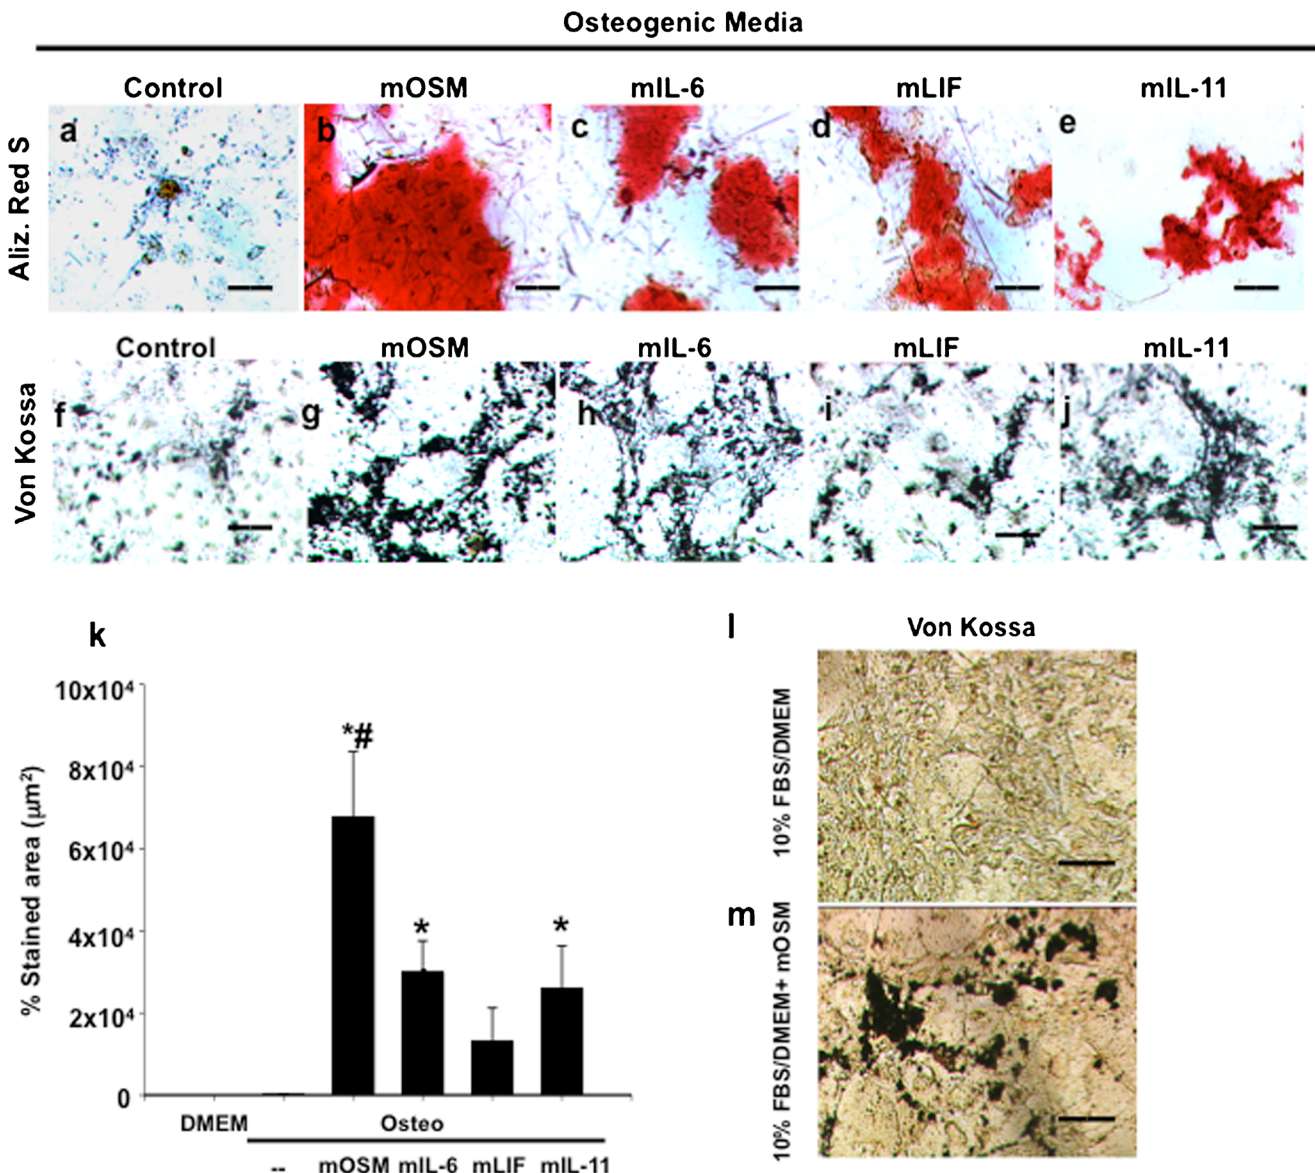 Osteogenic Media
Control mOSM mIL-6 mLIF mIL-11
Aliz. Red S
a b c d e
Control mOSM mIL-6 mLIF mIL-11
Von Kossa
f g h i j
k
10x10⁴
8x10⁴
6x10⁴
4x10⁴
2x10⁴
0
% Stained area (μm²)
*#
*
*
DMEM Osteo
-- mOSM mIL-6 mLIF mIL-11
l
Von Kossa
10% FBS/DMEM
m
10% FBS/DMEM+ mOSM